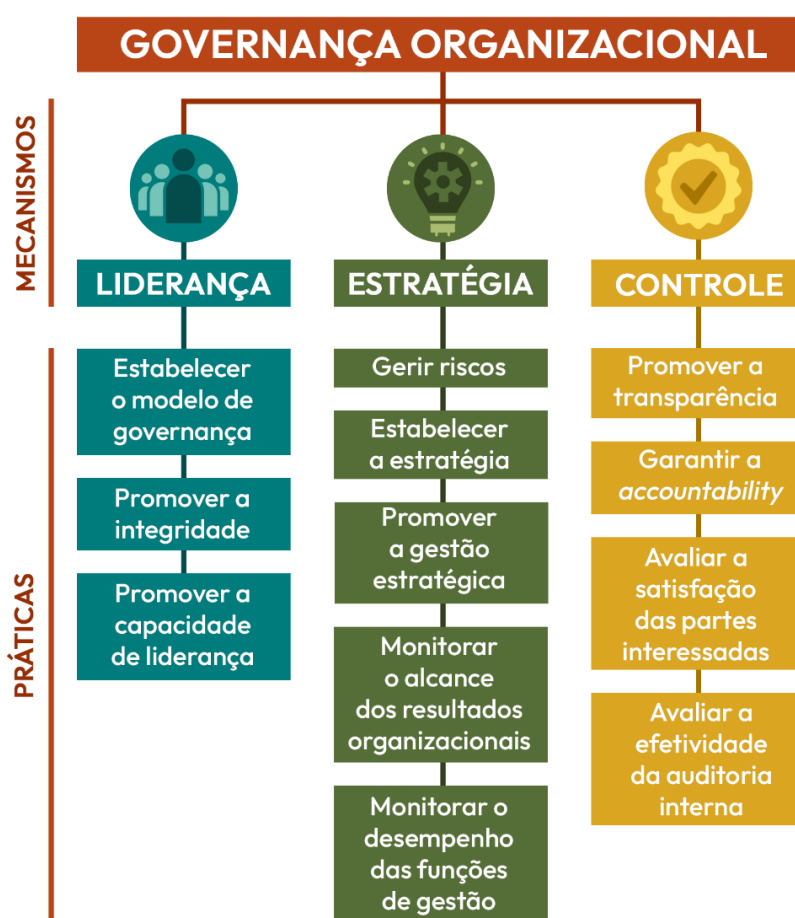 GOVERNANÇA ORGANIZACIONAL
MECANISMOS
LIDERANÇA
ESTRATÉGIA
CONTROLE
PRÁTICAS
Estabelecer
o modelo de
governança
Promover a
integridade
Promover a
capacidade
de liderança
Gerir riscos
Estabelecer
a estratégia
Promover
a gestão
estratégica
Monitorar
o alcance
dos resultados
organizacionais
Monitorar o
desempenho
das funções
de gestão
Promover a
transparência
Garantir a
accountability
Avaliar a
satisfação
das partes
interessadas
Avaliar a
efetividade
da auditoria
interna